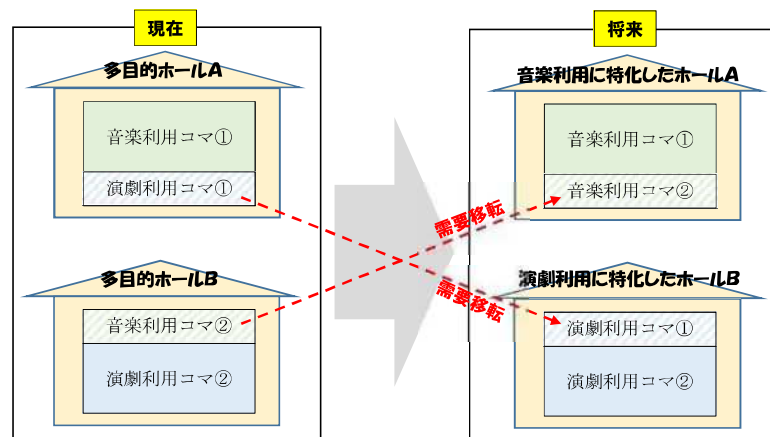 現在
多目的ホールA
音楽利用コマ①
演劇利用コマ①
多目的ホールB
音楽利用コマ②
演劇利用コマ②
需要移転
需要移転
将来
音楽利用に特化したホールA
音楽利用コマ①
音楽利用コマ②
演劇利用に特化したホールB
演劇利用コマ①
演劇利用コマ②